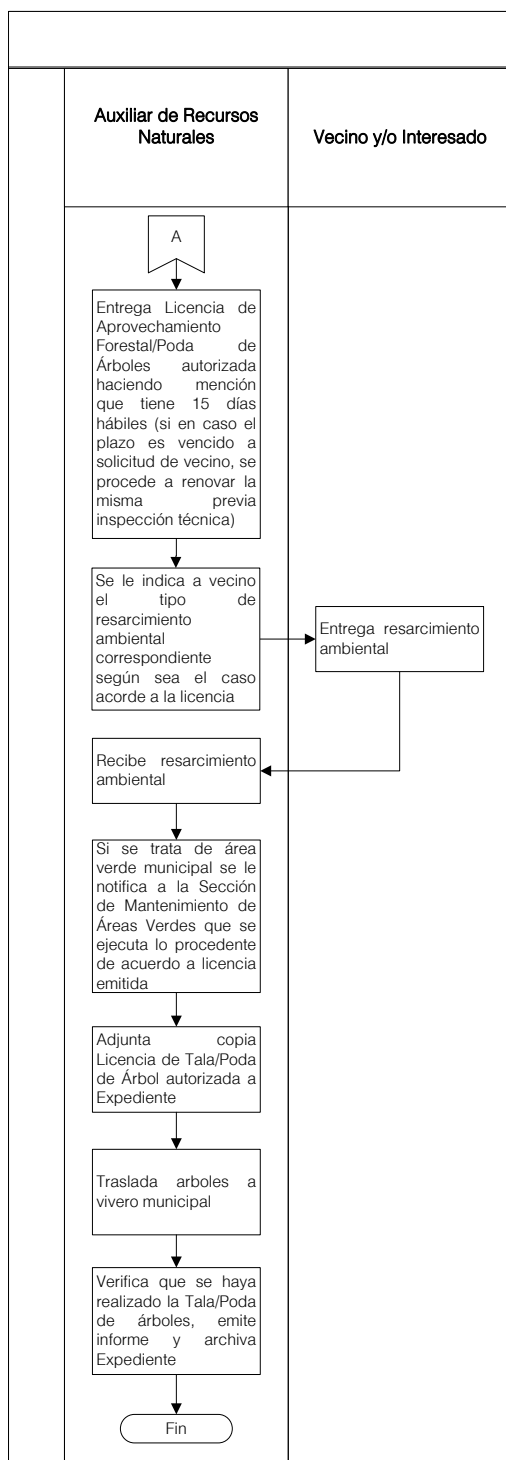 Auxiliar de Recursos
Naturales
Vecino y/o Interesado
A
Entrega Licencia de
Aprovechamiento
Forestal/Poda de
Árboles autorizada
haciendo mención
que tiene 15 días
hábiles (si en caso el
plazo es vencido a
solicitud de vecino, se
procede a renovar la
misma previa
inspección técnica)
Se le indica a vecino
el tipo de
resarcimiento
ambiental
correspondiente
según sea el caso
acorde a la licencia
Entrega resarcimiento
ambiental
Recibe resarcimiento
ambiental
Si se trata de área
verde municipal se le
notifica a la Sección
de Mantenimiento de
Áreas Verdes que se
ejecuta lo procedente
de acuerdo a licencia
emitida
Adjunta copia
Licencia de Tala/Poda
de Árbol autorizada a
Expediente
Traslada arboles a
vivero municipal
Verifica que se haya
realizado la Tala/Poda
de árboles, emite
informe y archiva
Expediente
Fin